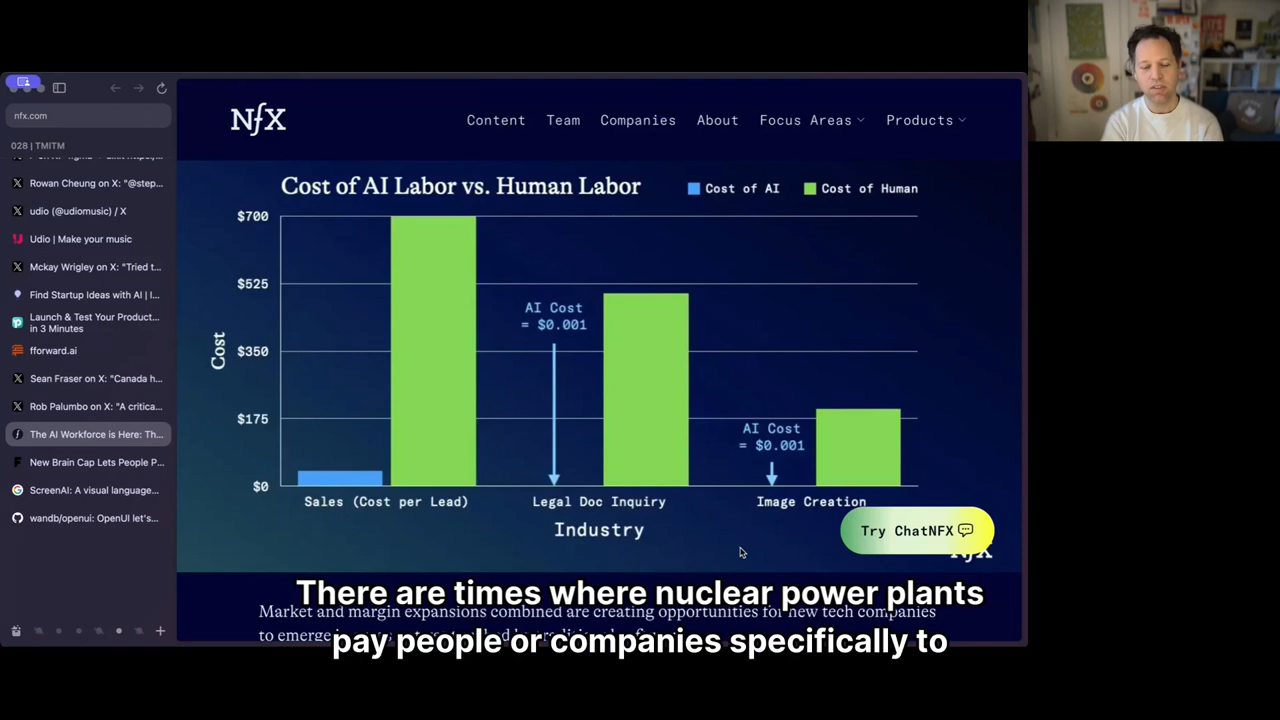 nfx.com
028 | TMITM
Rowan Cheung on X: "@step...
udio (@udiomusic) / X
Udio | Make your music
Mckay Wrigley on X: "Tried t...
Find Startup Ideas with AI | I...
Launch & Test Your Product...
in 3 Minutes
fforward.ai
Sean Fraser on X: "Canada h...
Rob Palumbo on X: "A critica...
The AI Workforce is Here: Th...
New Brain Cap Lets People P...
ScreenAI: A visual language...
wandb/openui: OpenUI let's...
NfX
Content Team Companies About Focus Areas Products
Cost of AI Labor vs. Human Labor
Cost of AI Cost of Human
$700
$525
$350
$175
$0
Cost
AI Cost
= $0.001
AI Cost
= $0.001
Sales (Cost per Lead) Legal Doc Inquiry Image Creation
Industry
Try ChatNFX
NfX
Market and margin expansions combined are creating opportunities for new tech companies
to emerge
There are times where nuclear power plants
pay people or companies specifically to